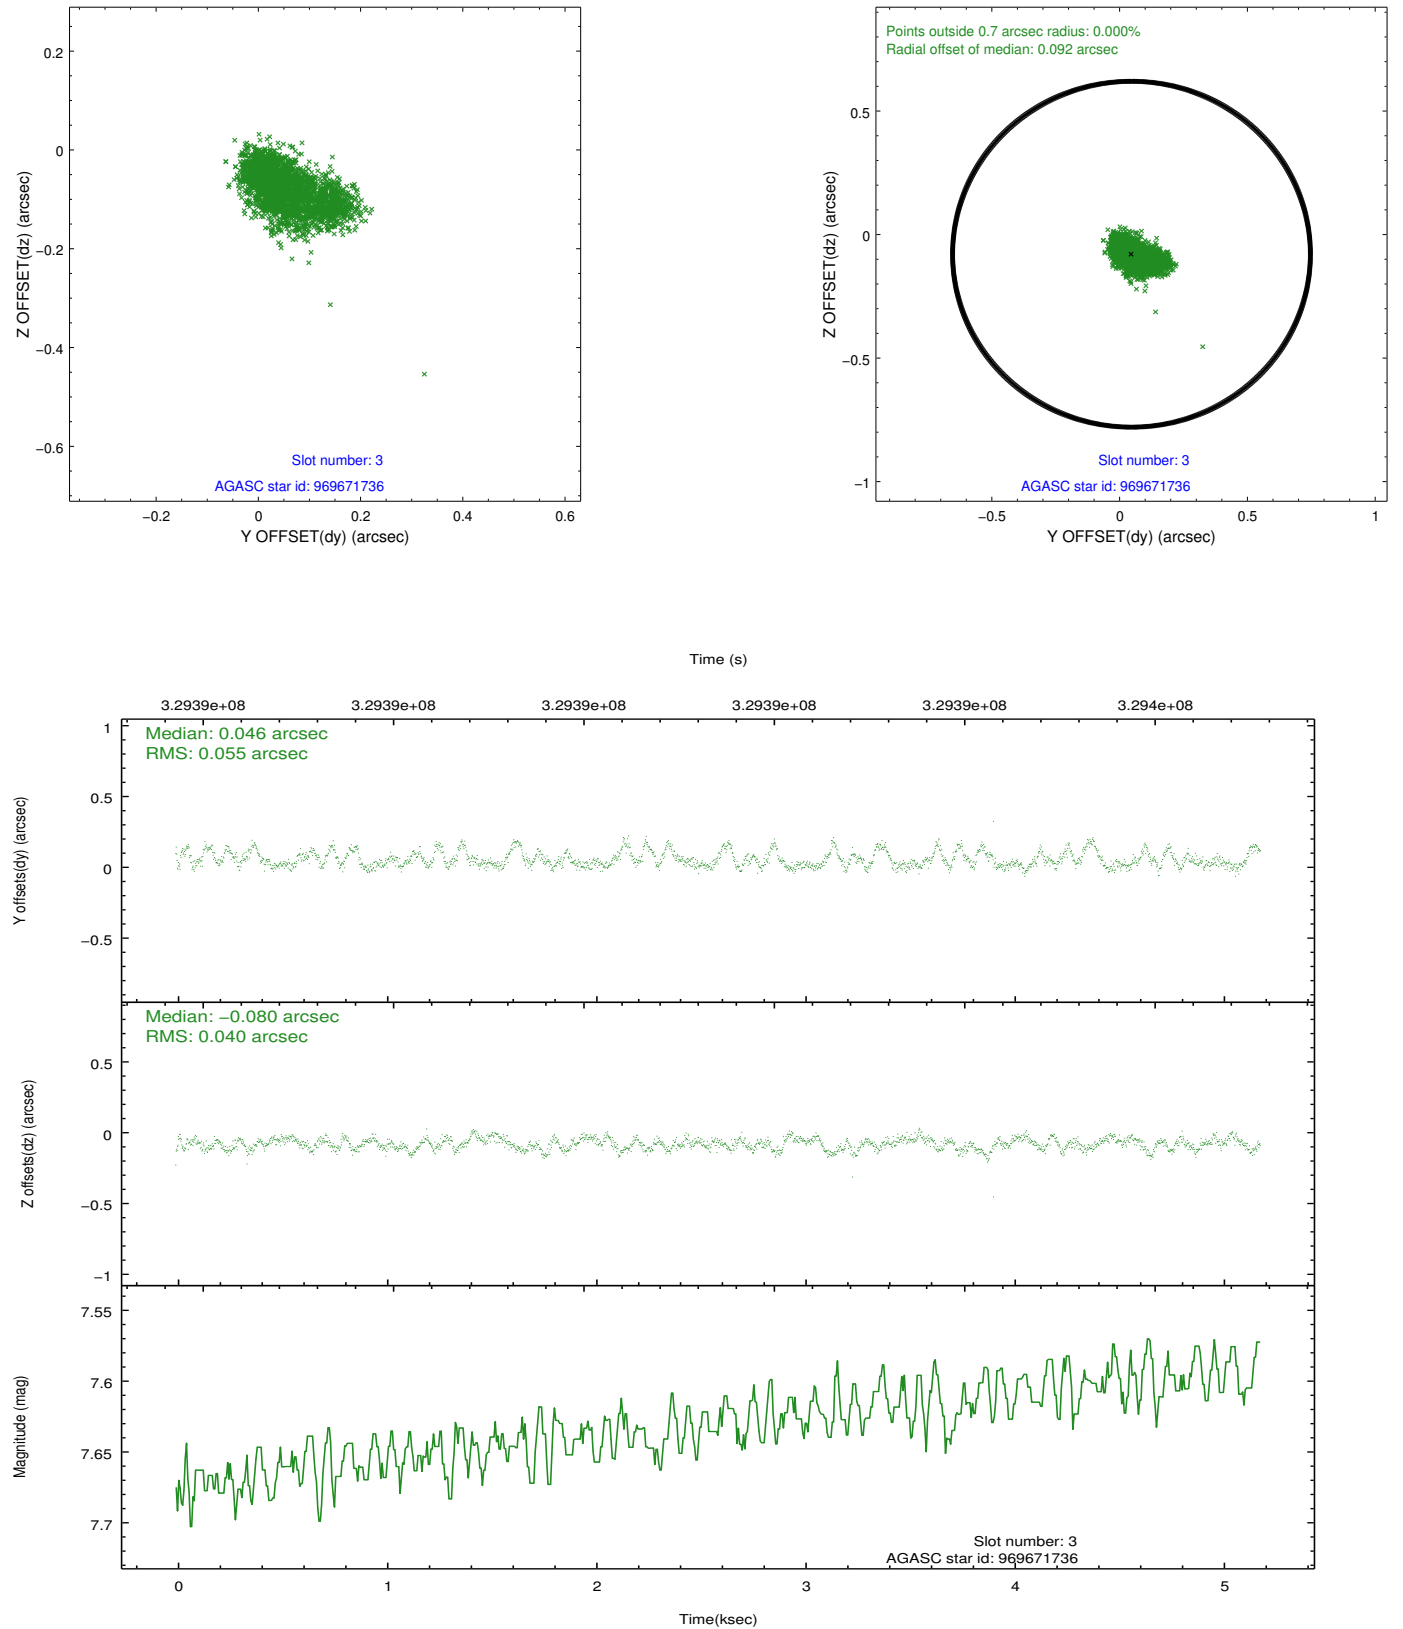 0.2
0
−0.2
−0.4
−0.6
Z OFFSET(dz) (arcsec)
Slot number: 3
AGASC star id: 969671736
−0.2
0
0.2
0.4
0.6
Y OFFSET(dy) (arcsec)
Points outside 0.7 arcsec radius: 0.000%
Radial offset of median: 0.092 arcsec
0.5
0
−0.5
−1
Z OFFSET(dz) (arcsec)
Slot number: 3
AGASC star id: 969671736
−0.5
0
0.5
1
Y OFFSET(dy) (arcsec)
Time (s)
3.2939e+08
3.2939e+08
3.2939e+08
3.2939e+08
3.2939e+08
3.294e+08
Median: 0.046 arcsec
RMS: 0.055 arcsec
1
0.5
0
−0.5
Y offsets(dy) (arcsec)
Median: −0.080 arcsec
RMS: 0.040 arcsec
0.5
0
−0.5
−1
Z offsets(dz) (arcsec)
7.55
7.6
7.65
7.7
Magnitude (mag)
Slot number: 3
AGASC star id: 969671736
0
1
2
3
4
5
Time(ksec)